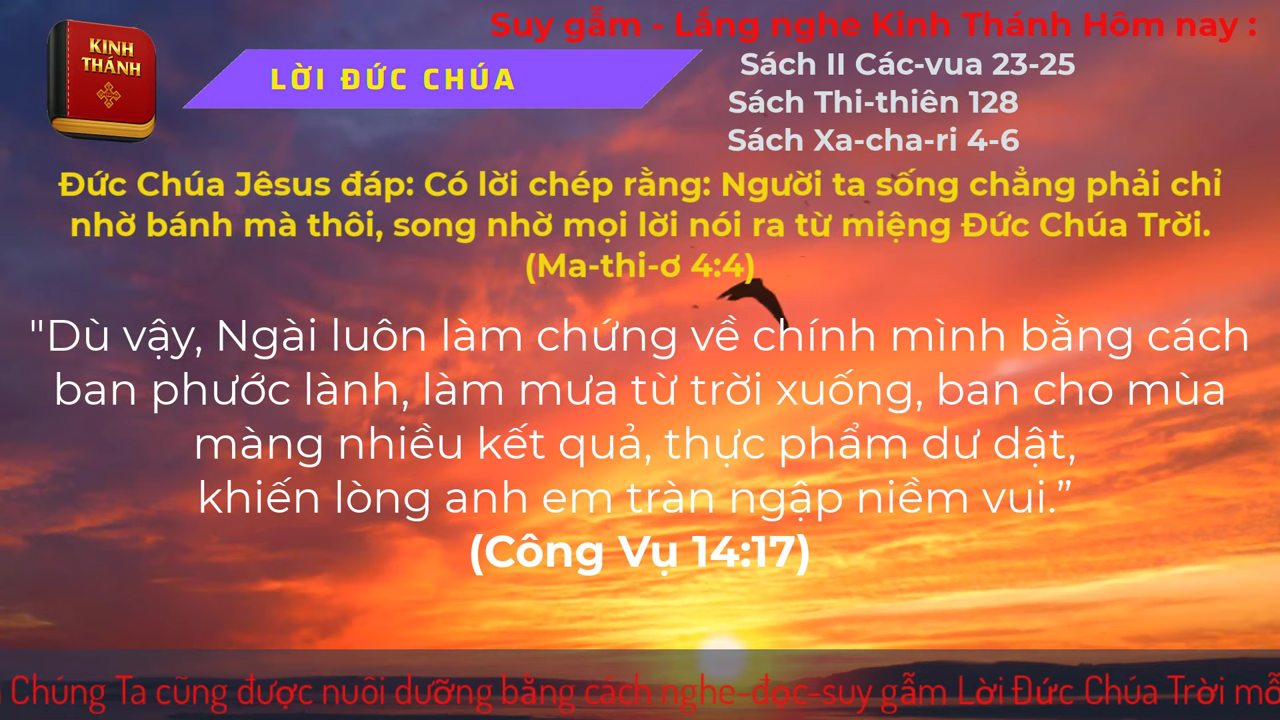 KINH
THÁNH
LỜI ĐỨC CHÚA
Suy gẫm - Lắng nghe Kinh Thánh Hôm nay :
Sách II Các-vua 23-25
Sách Thi-thiên 128
Sách Xa-cha-ri 4-6
Đức Chúa Jêsus đáp: Có lời chép rằng: Người ta sống chẳng phải chỉ
nhờ bánh mà thôi, song nhờ mọi lời nói ra từ miệng Đức Chúa Trời.
(Ma-thi-ơ 4:4)
"Dù vậy, Ngài luôn làm chứng về chính mình bằng cách
ban phước lành, làm mưa từ trời xuống, ban cho mùa
màng nhiều kết quả, thực phẩm dư dật,
khiến lòng anh em tràn ngập niềm vui.”
(Công Vụ 14:17)
Chúng Ta cũng được nuôi dưỡng bằng cách nghe-đọc-suy gẫm Lời Đức Chúa Trời